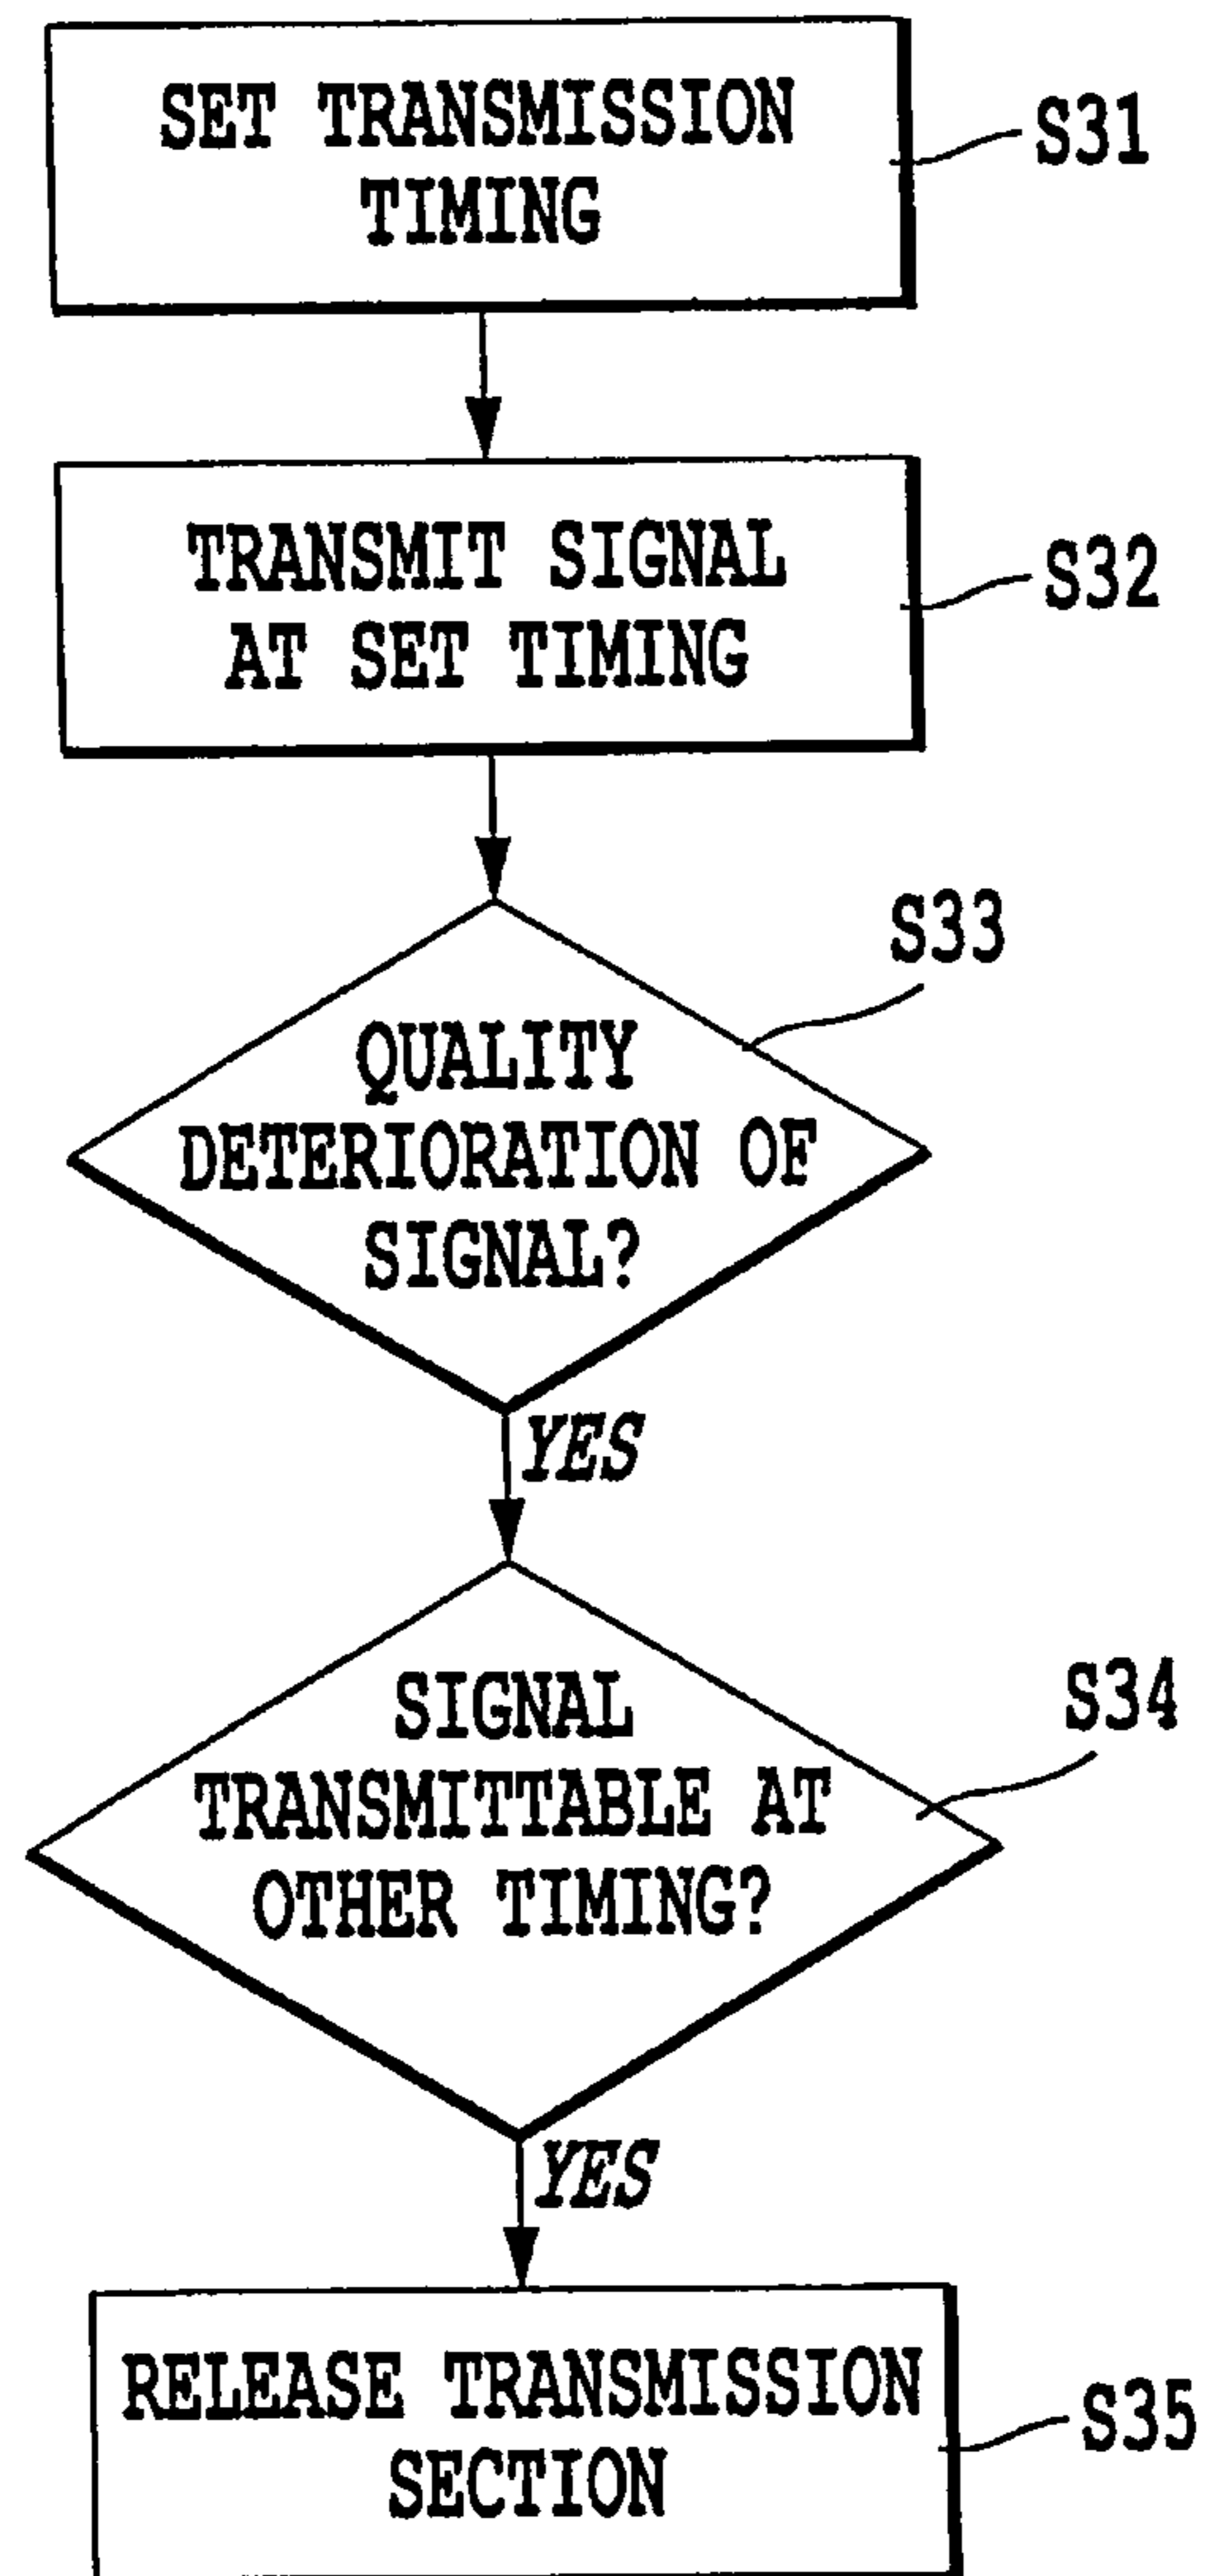 SET TRANSMISSION
TIMING
S31
TRANSMIT SIGNAL
AT SET TIMING
S32
S33
QUALITY
DETERIORATION OF
SIGNAL?
YES
S34
SIGNAL
TRANSMITTABLE AT
OTHER TIMING?
YES
RELEASE TRANSMISSION
SECTION
S35